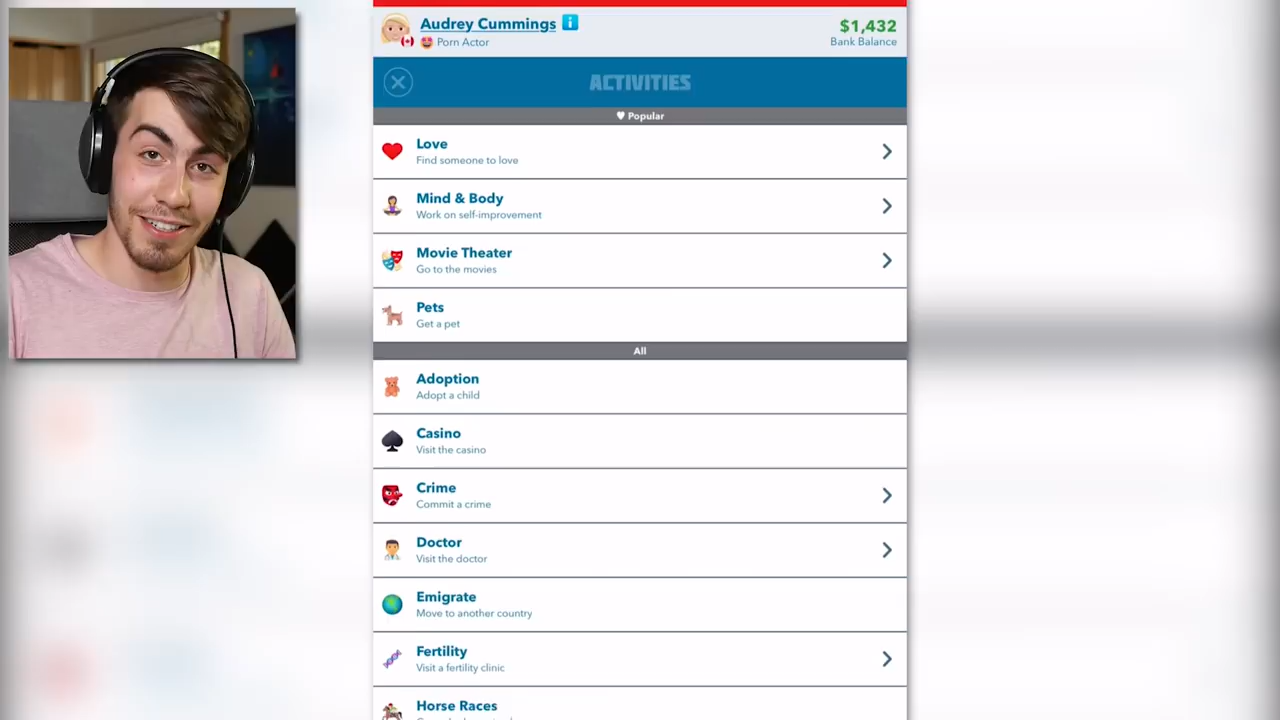 Audrey Cummings
Porn Actor
$1,432
Bank Balance
ACTIVITIES
Popular
Love
Find someone to love
Mind & Body
Work on self-improvement
Movie Theater
Go to the movies
Pets
Get a pet
All
Adoption
Adopt a child
Casino
Visit the casino
Crime
Commit a crime
Doctor
Visit the doctor
Emigrate
Move to another country
Fertility
Visit a fertility clinic
Horse Races